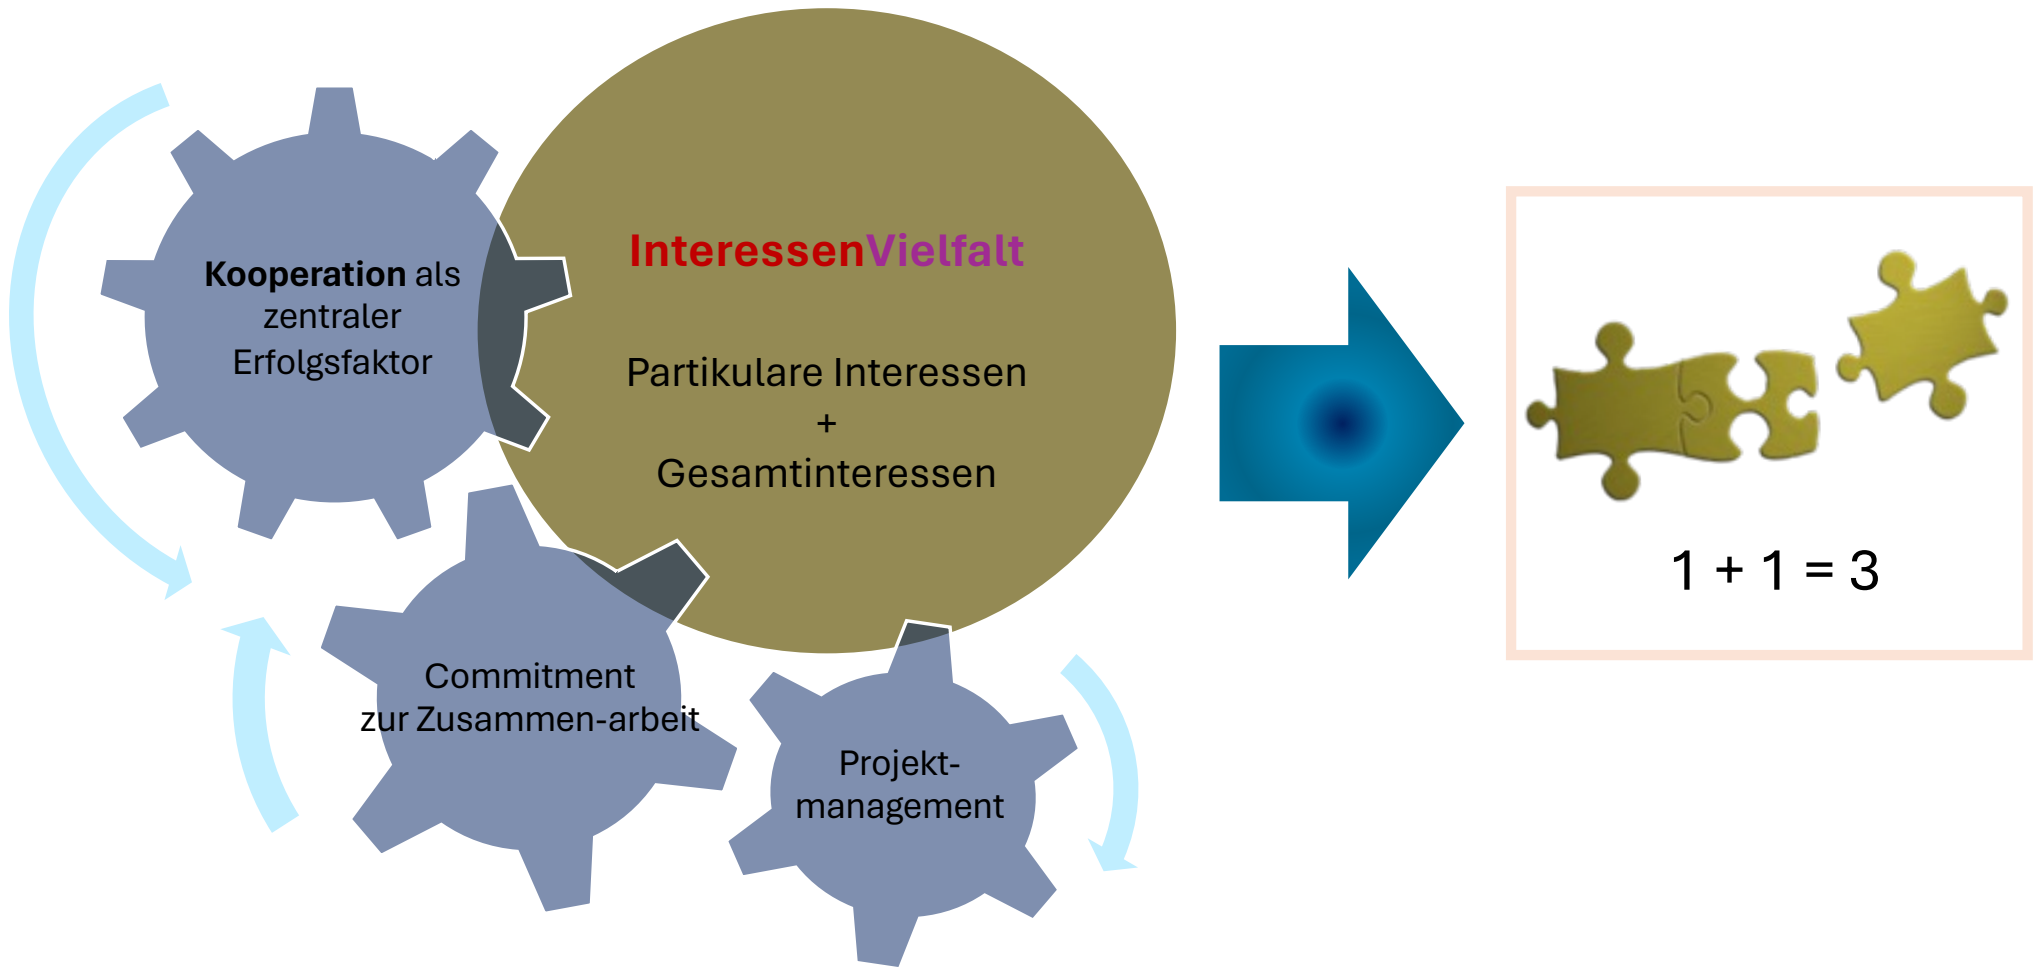 Kooperation als
zentraler
Erfolgsfaktor
InteressenVielfalt
Partikulare Interessen
+
Gesamtinteressen
Commitment
zur Zusammen-arbeit
Projekt-
management
1 + 1 = 3